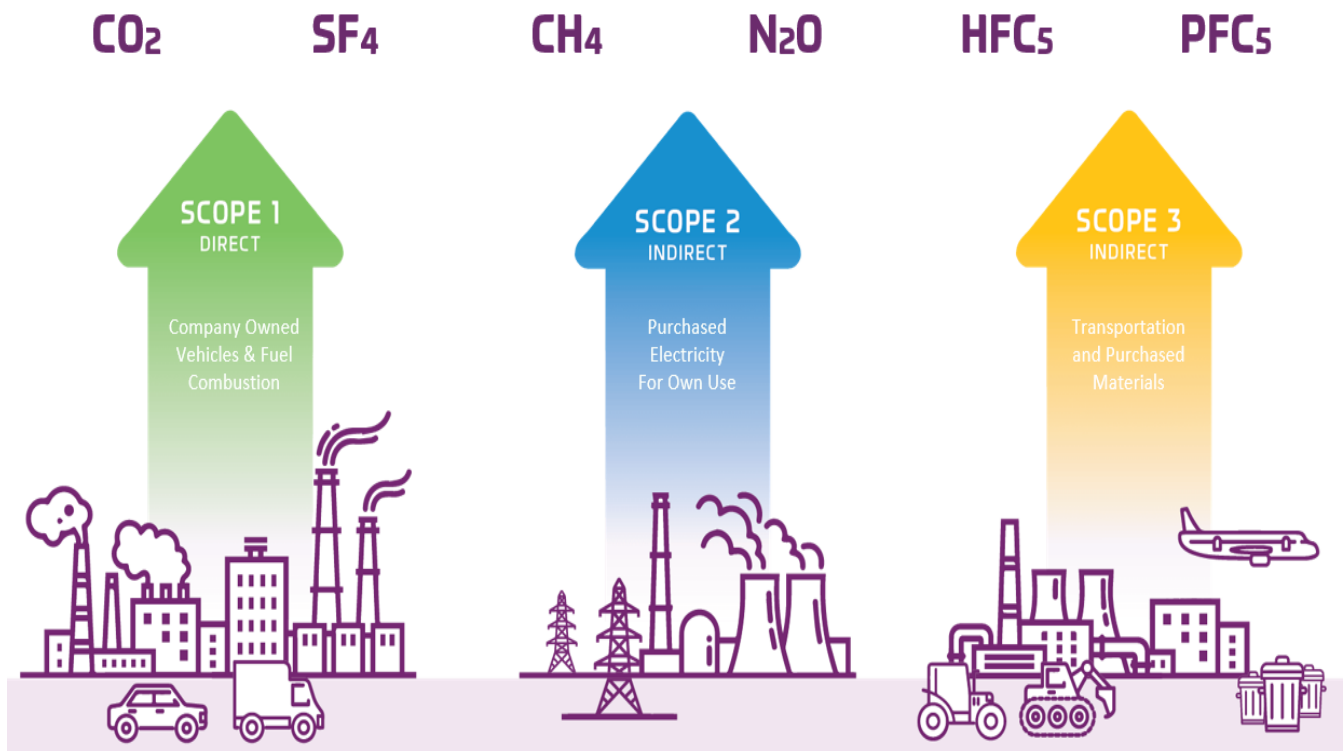 CO₂ SF₄ CH₄ N₂O HFC₅ PFC₅
SCOPE 1
DIRECT
Company Owned
Vehicles & Fuel
Combustion
SCOPE 2
INDIRECT
Purchased
Electricity
For Own Use
SCOPE 3
INDIRECT
Transportation
and Purchased
Materials